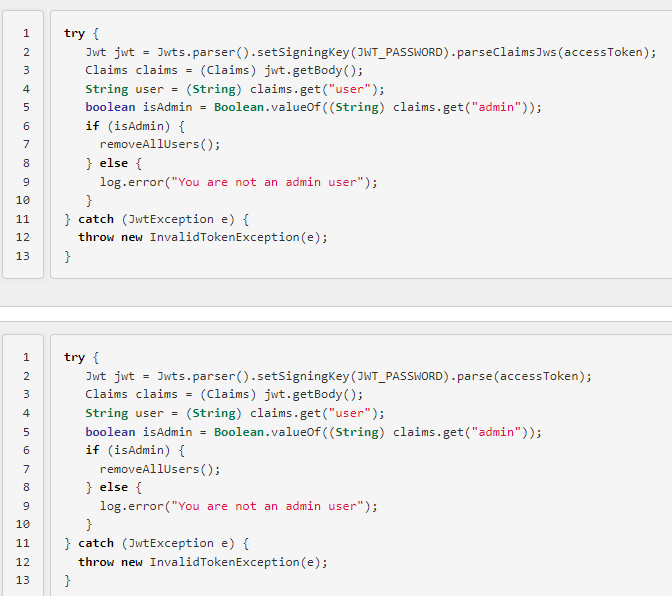 1 try {
2 Jwt jwt = Jwts.parser().setSigningKey(JWT_PASSWORD).parseClaimsJws(accessToken);
3 Claims claims = (Claims) jwt.getBody();
4 String user = (String) claims.get("user");
5 boolean isAdmin = Boolean.valueOf((String) claims.get("admin"));
6 if (isAdmin) {
7 removeAllUsers();
8 } else {
9 log.error("You are not an admin user");
10 }
11 } catch (JwtException e) {
12 throw new InvalidTokenException(e);
13 }
1 try {
2 Jwt jwt = Jwts.parser().setSigningKey(JWT_PASSWORD).parse(accessToken);
3 Claims claims = (Claims) jwt.getBody();
4 String user = (String) claims.get("user");
5 boolean isAdmin = Boolean.valueOf((String) claims.get("admin"));
6 if (isAdmin) {
7 removeAllUsers();
8 } else {
9 log.error("You are not an admin user");
10 }
11 } catch (JwtException e) {
12 throw new InvalidTokenException(e);
13 }